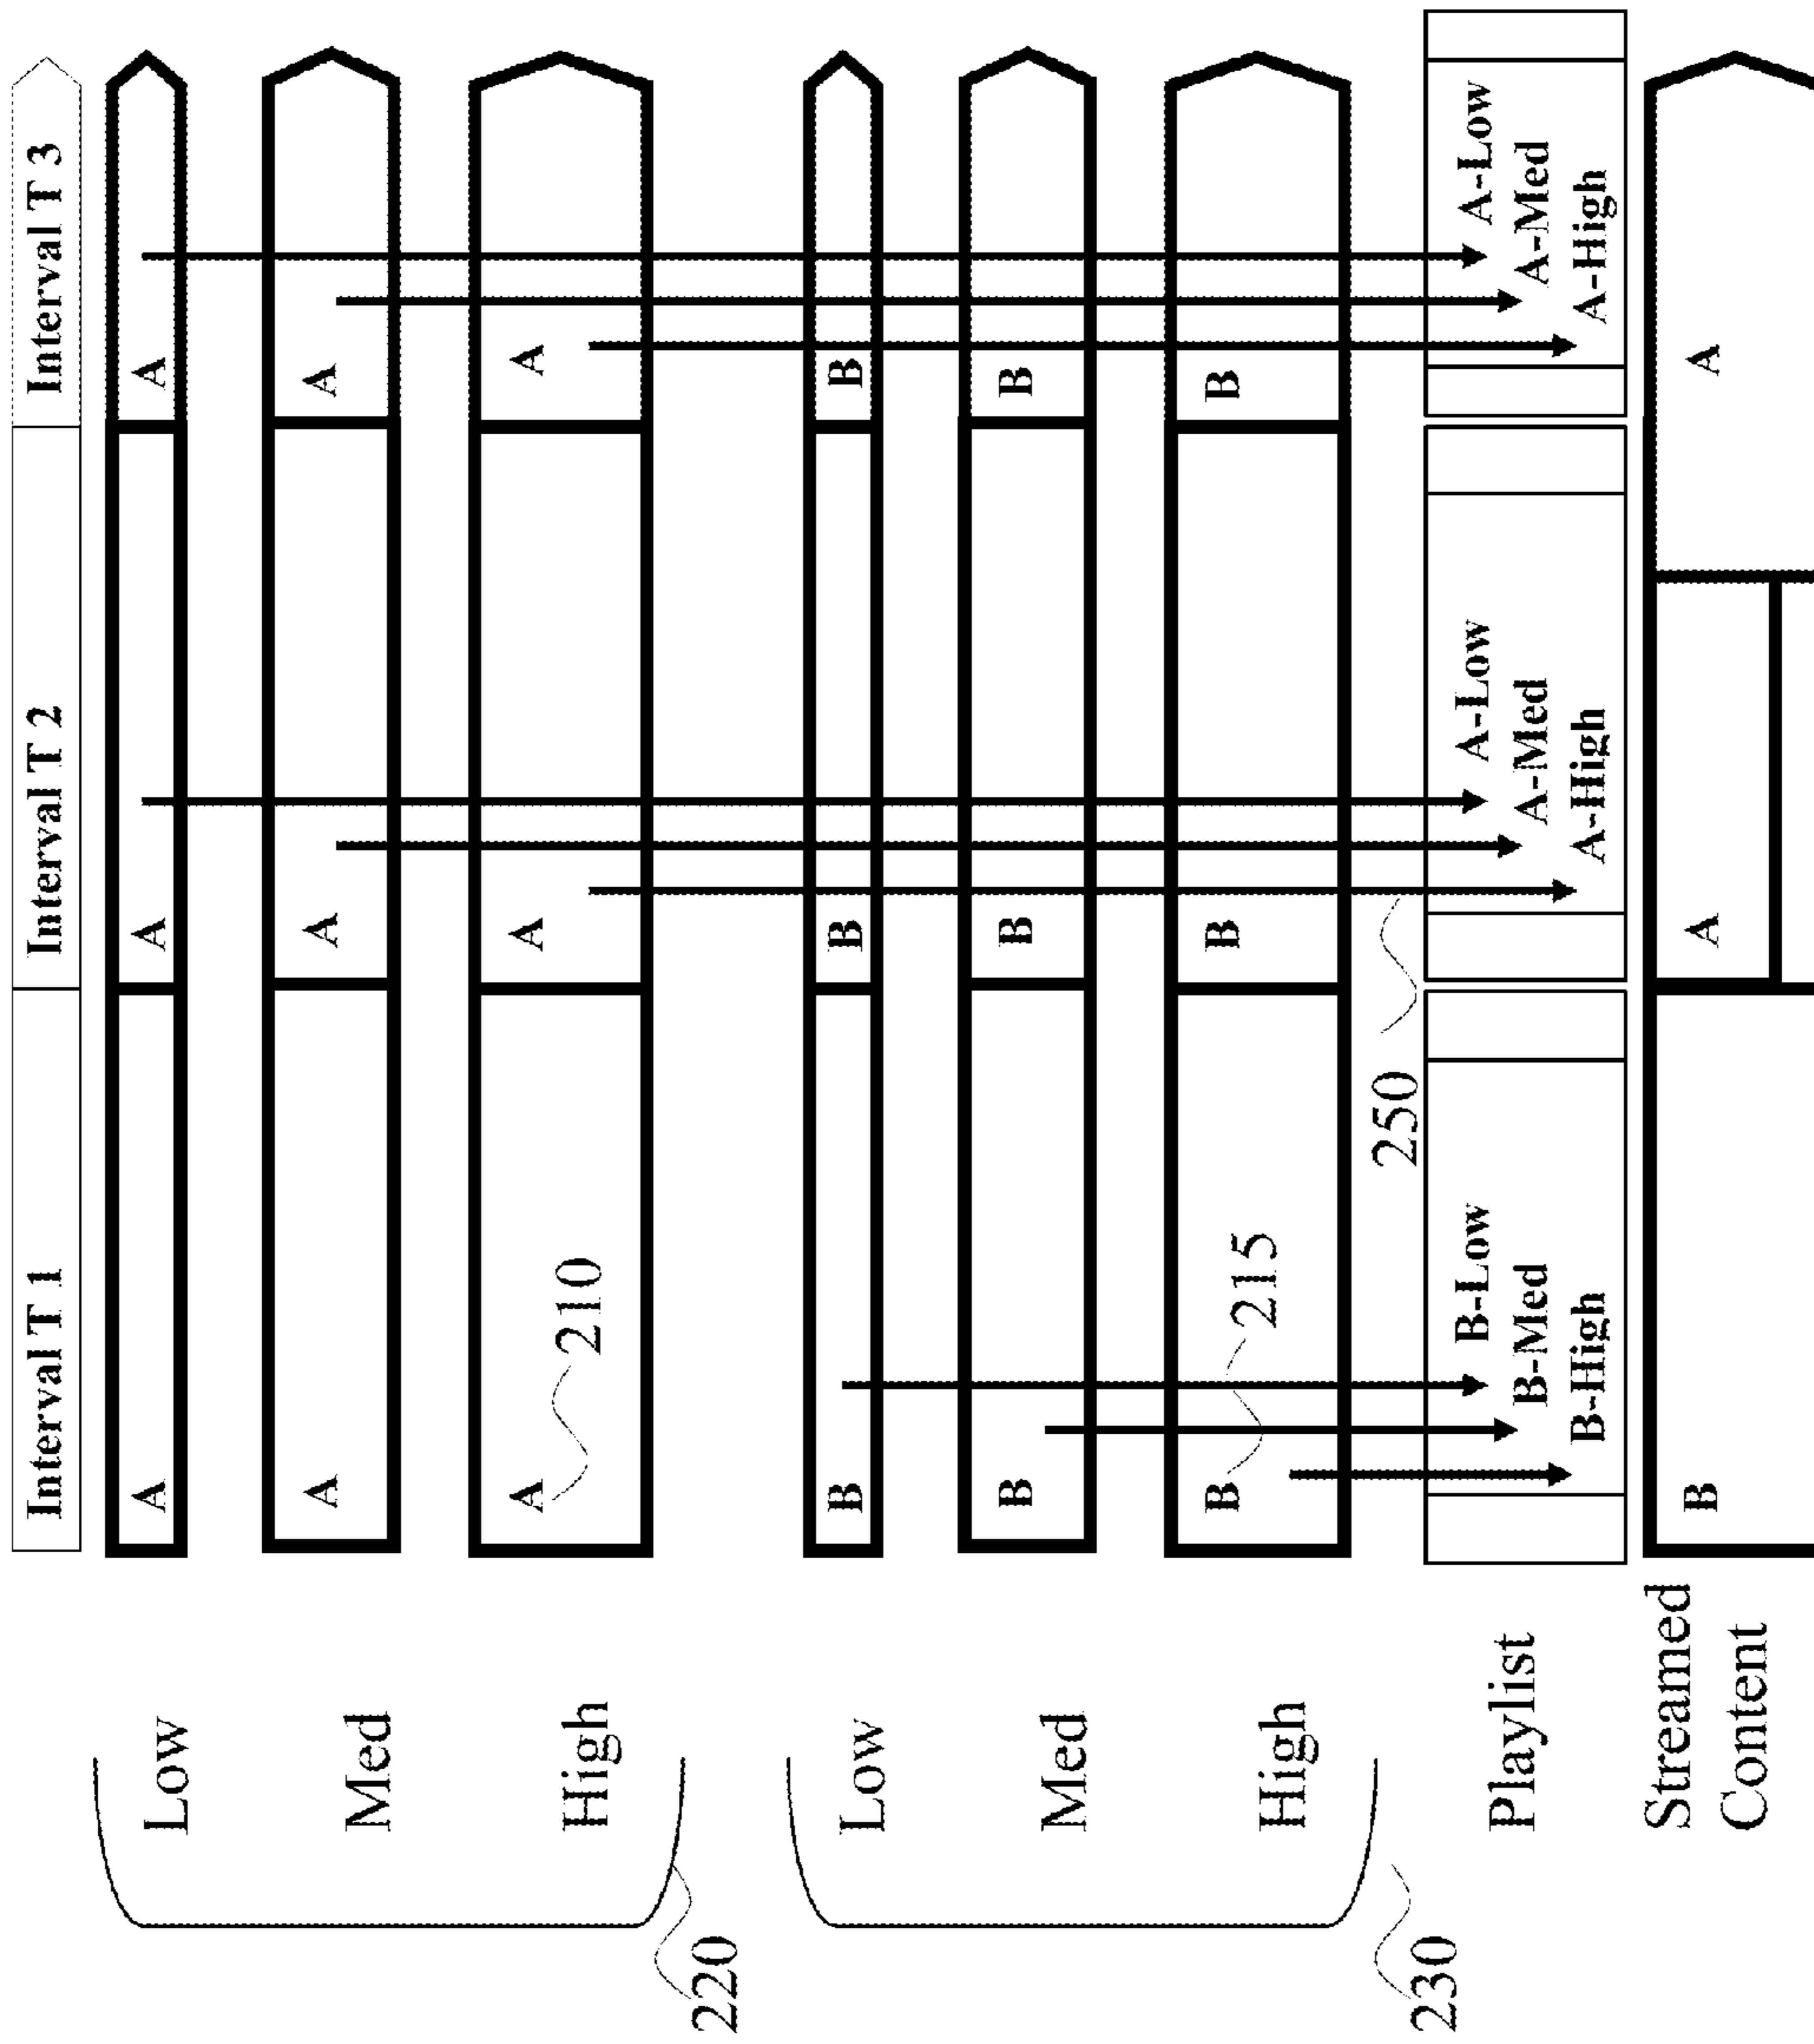 Interval T 1
Interval T 2
Interval T 3
Low
A
A
A
Med
A
A
A
High
A
A
A
210
220
Low
B
B
B
Med
B
B
B
High
B
B
B
215
230
250
Playlist
B-Low
B-Med
B-High
A-Low
A-Med
A-High
A-Low
A-Med
A-High
Streamed
Content
B
A
A